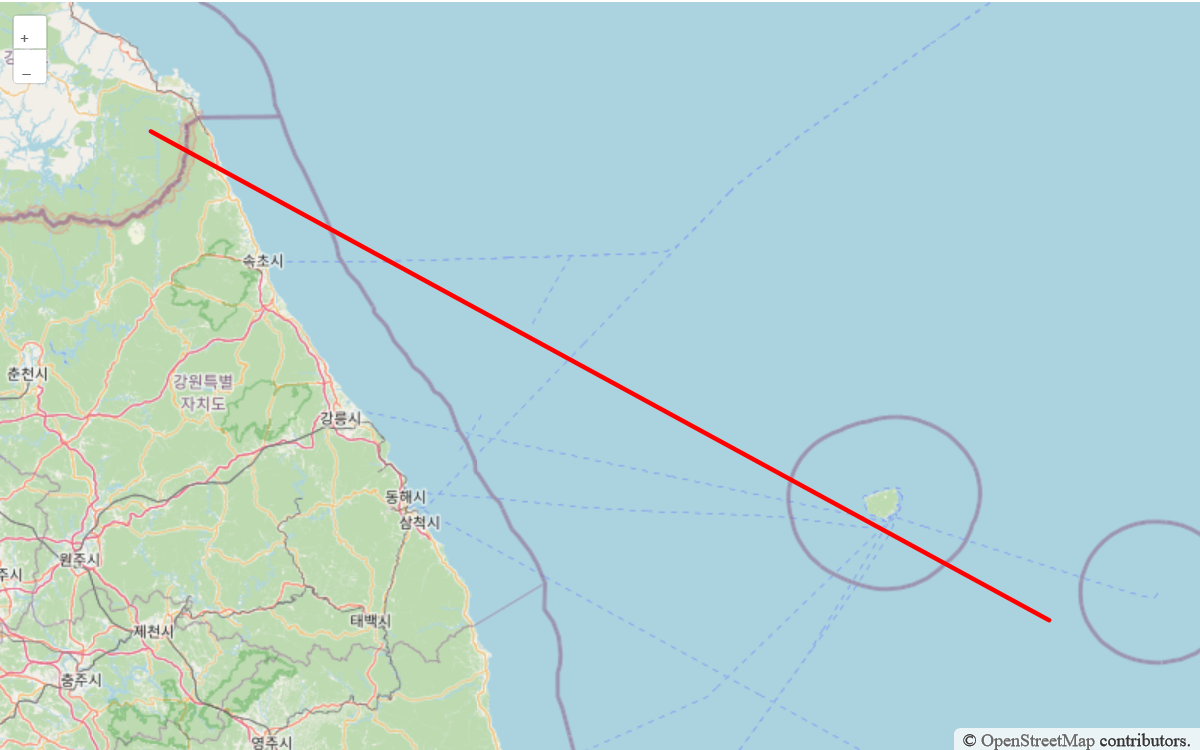 +
–
속초시
춘천시
강원특별
자치도
강릉시
동해시
삼척시
원주시
주시
태백시
제천시
충주시
영주시
© OpenStreetMap contributors.